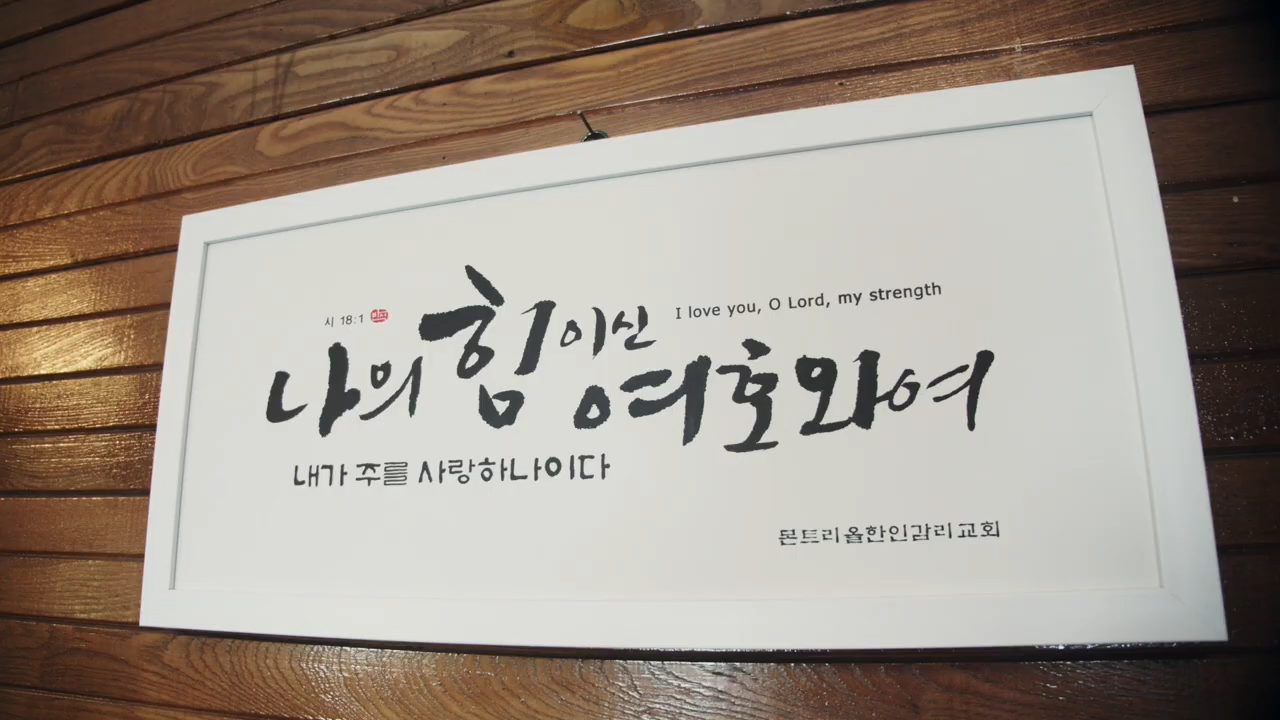 시 18:1
나의 힘이신 여호와여
I love you, O Lord, my strength
내가 주를 사랑하나이다
몬트리올한인감리교회